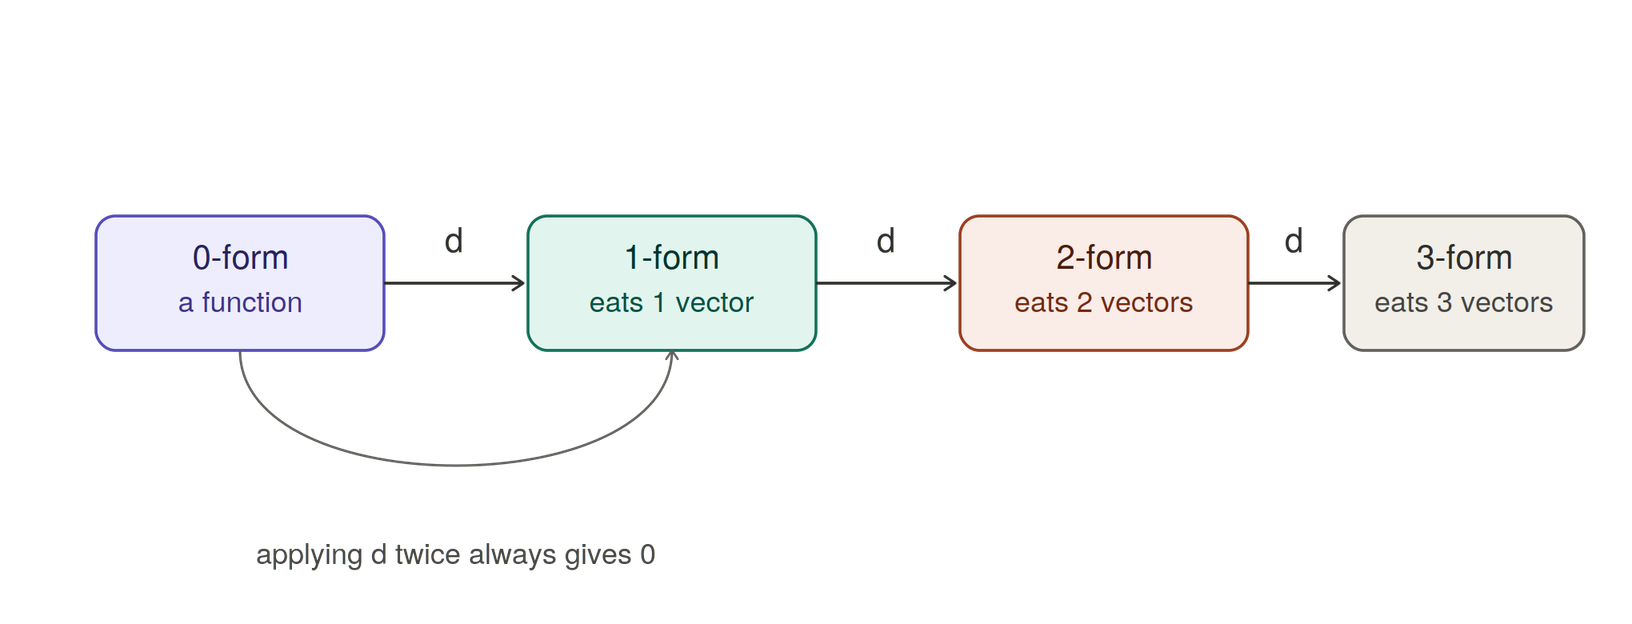 0-form
a function
d
1-form
eats 1 vector
d
2-form
eats 2 vectors
d
3-form
eats 3 vectors
applying d twice always gives 0